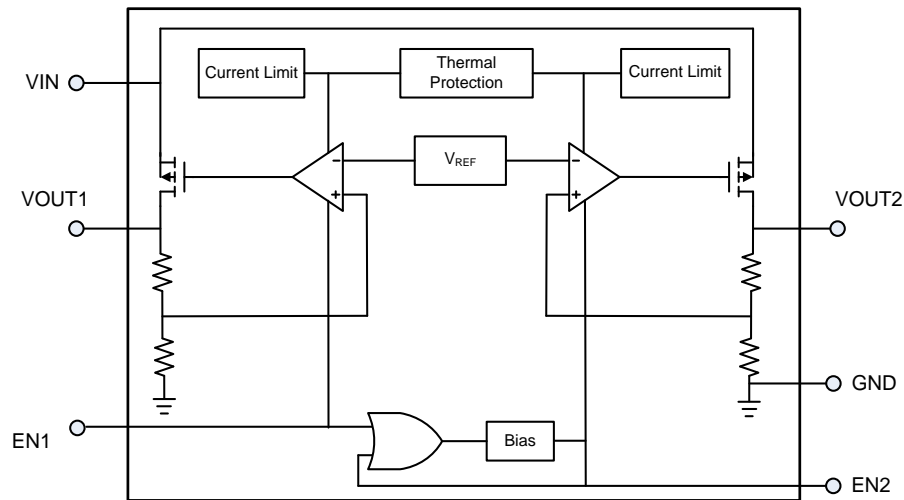 VIN
Current Limit
Thermal
Protection
Current Limit
VREF
−
+
−
+
VOUT1
VOUT2
GND
EN1
Bias
EN2